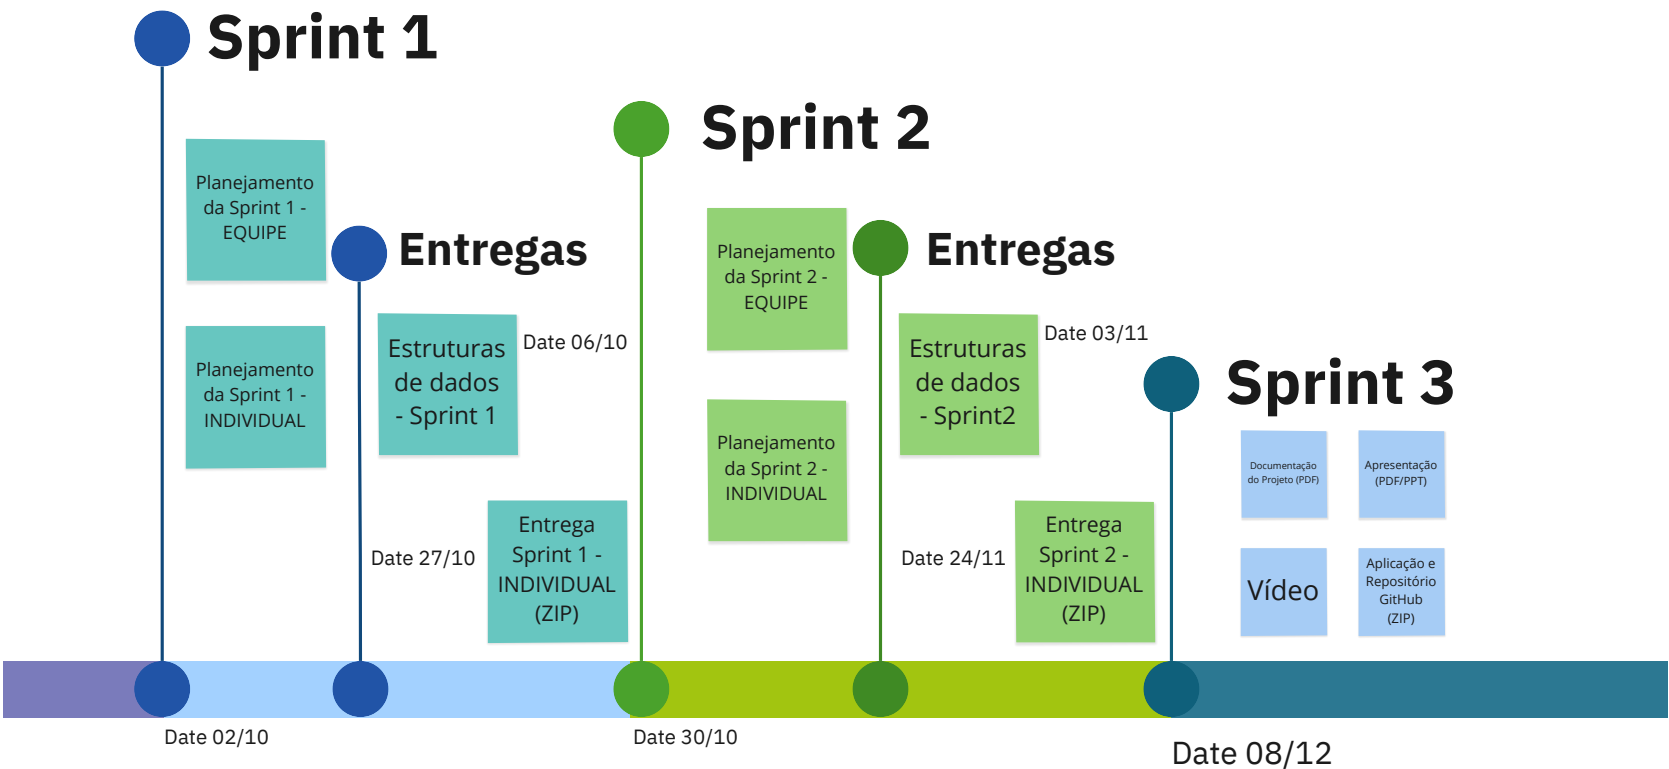 Sprint 1
Planejamento
da Sprint 1 -
EQUIPE
Planejamento
da Sprint 1 -
INDIVIDUAL
Entregas
Estruturas
de dados
- Sprint 1
Date 06/10
Date 27/10
Entrega
Sprint 1 -
INDIVIDUAL
(ZIP)
Date 02/10
Sprint 2
Planejamento
da Sprint 2 -
EQUIPE
Planejamento
da Sprint 2 -
INDIVIDUAL
Entregas
Estruturas
de dados
- Sprint2
Date 03/11
Date 24/11
Entrega
Sprint 2 -
INDIVIDUAL
(ZIP)
Date 30/10
Sprint 3
Documentação
do Projeto (PDF)
Apresentação
(PDF/PPT)
Vídeo
Aplicação e
Repositório
GitHub
(ZIP)
Date 08/12